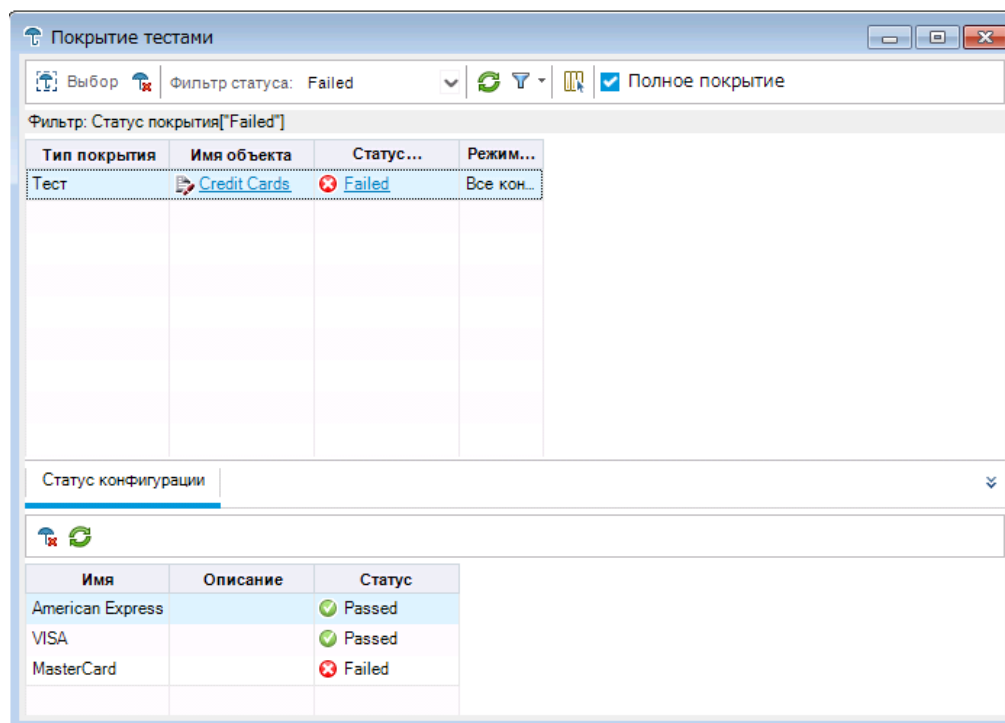 Покрытие тестами
Выбор Фильтр статуса: Failed Полное покрытие
Фильтр: Статус покрытия["Failed"]
Тип покрытия Имя объекта Статус... Режим...
Тест Credit Cards Failed Все кон...
Статус конфигурации
Имя Описание Статус
American Express Passed
VISA Passed
MasterCard Failed